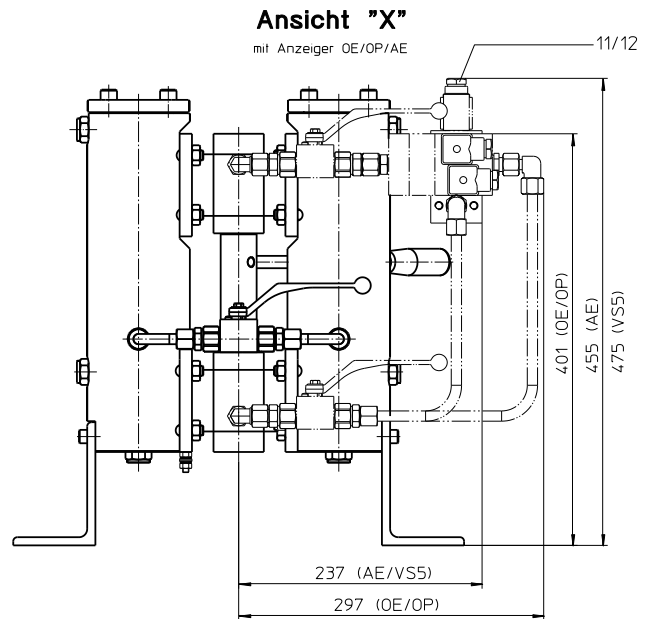 Ansicht "X"
mit Anzeiger OE/OP/AE
11/12
401 (OE/OP)
455 (AE)
475 (VS5)
237 (AE/VS5)
297 (OE/OP)